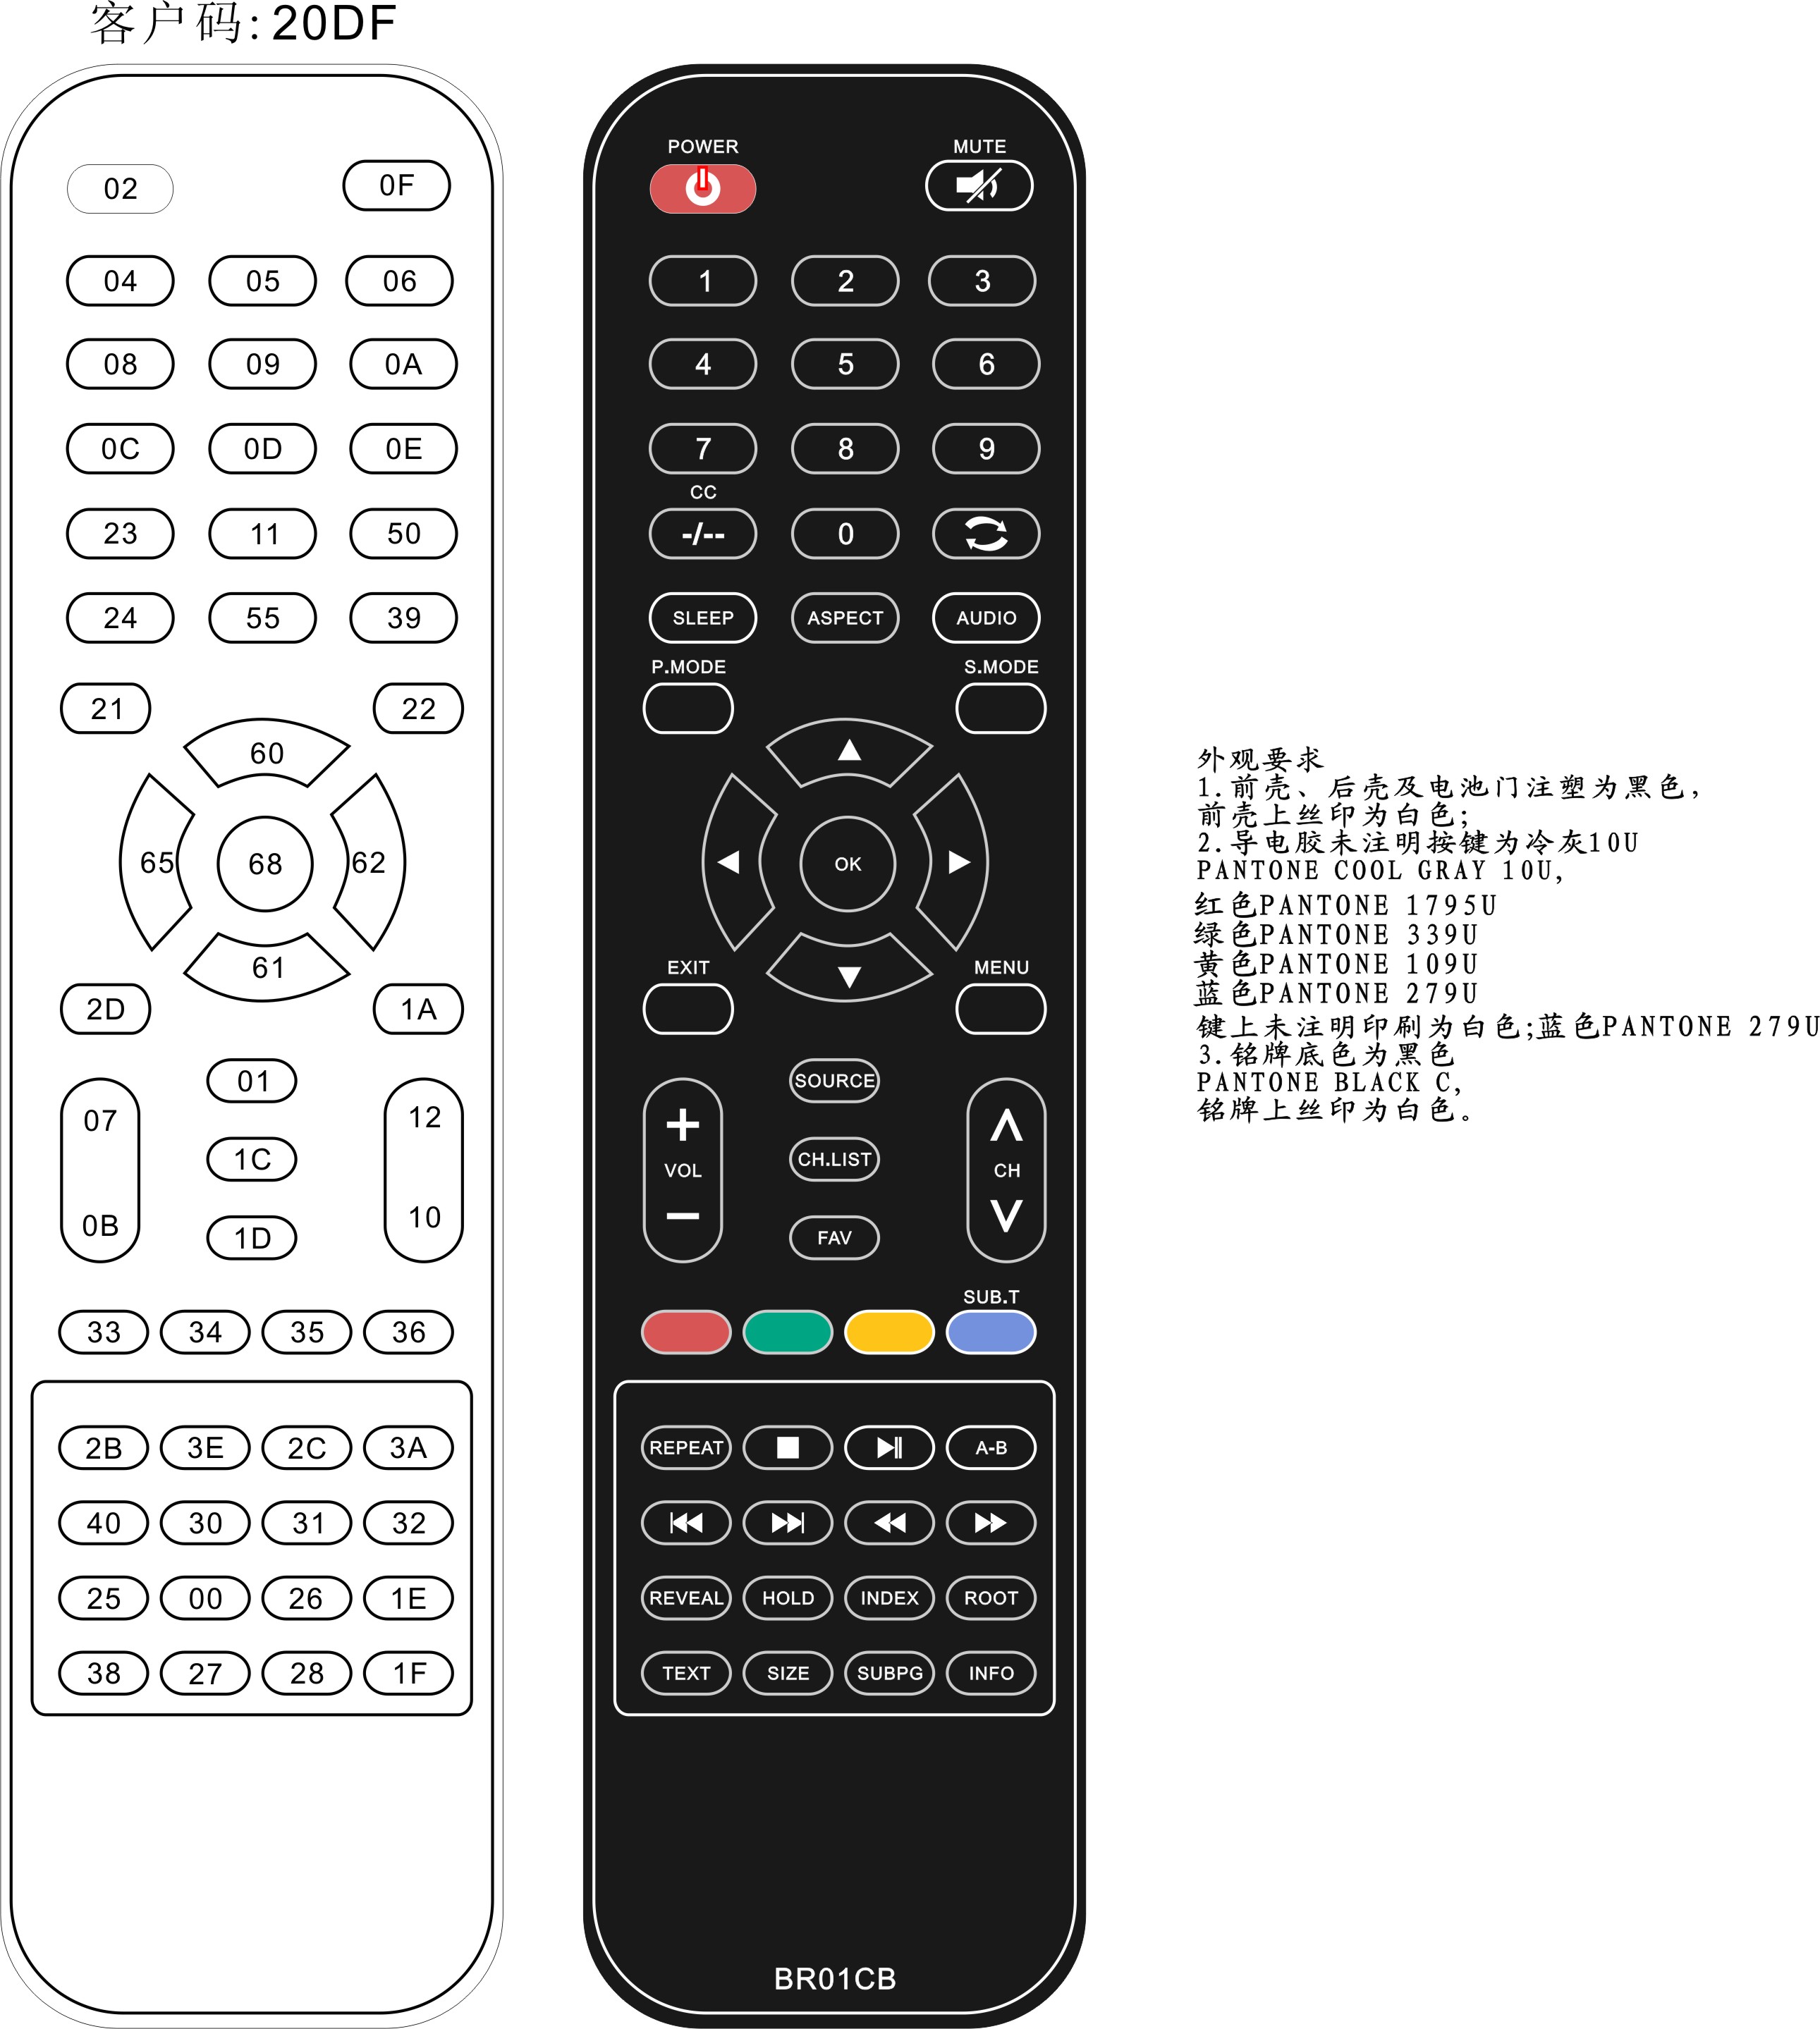 客户码:20DF
02 0F
04 05 06
08 09 0A
0C 0D 0E
23 11 50
24 55 39
21 22
60
65 68 62
61
2D 1A
01
07 12
1C
0B 10
1D
33 34 35 36
2B 3E 2C 3A
40 30 31 32
25 00 26 1E
38 27 28 1F
POWER MUTE
1 2 3
4 5 6
7 8 9
CC
-/-- 0
SLEEP ASPECT AUDIO
P.MODE S.MODE
OK
EXIT MENU
SOURCE
+ ∧
CH.LIST
VOL CH
− ∨
FAV
SUB.T
REPEAT A-B
REVEAL HOLD INDEX ROOT
TEXT SIZE SUBPG INFO
BR01CB
外观要求
1.前壳、后壳及电池门注塑为黑色,
前壳上丝印为白色;
2.导电胶未注明按键为冷灰10U
PANTONE COOL GRAY 10U,
红色PANTONE 1795U
绿色PANTONE 339U
黄色PANTONE 109U
蓝色PANTONE 279U
键上未注明印刷为白色;蓝色PANTONE 279U
3.铭牌底色为黑色
PANTONE BLACK C,
铭牌上丝印为白色。